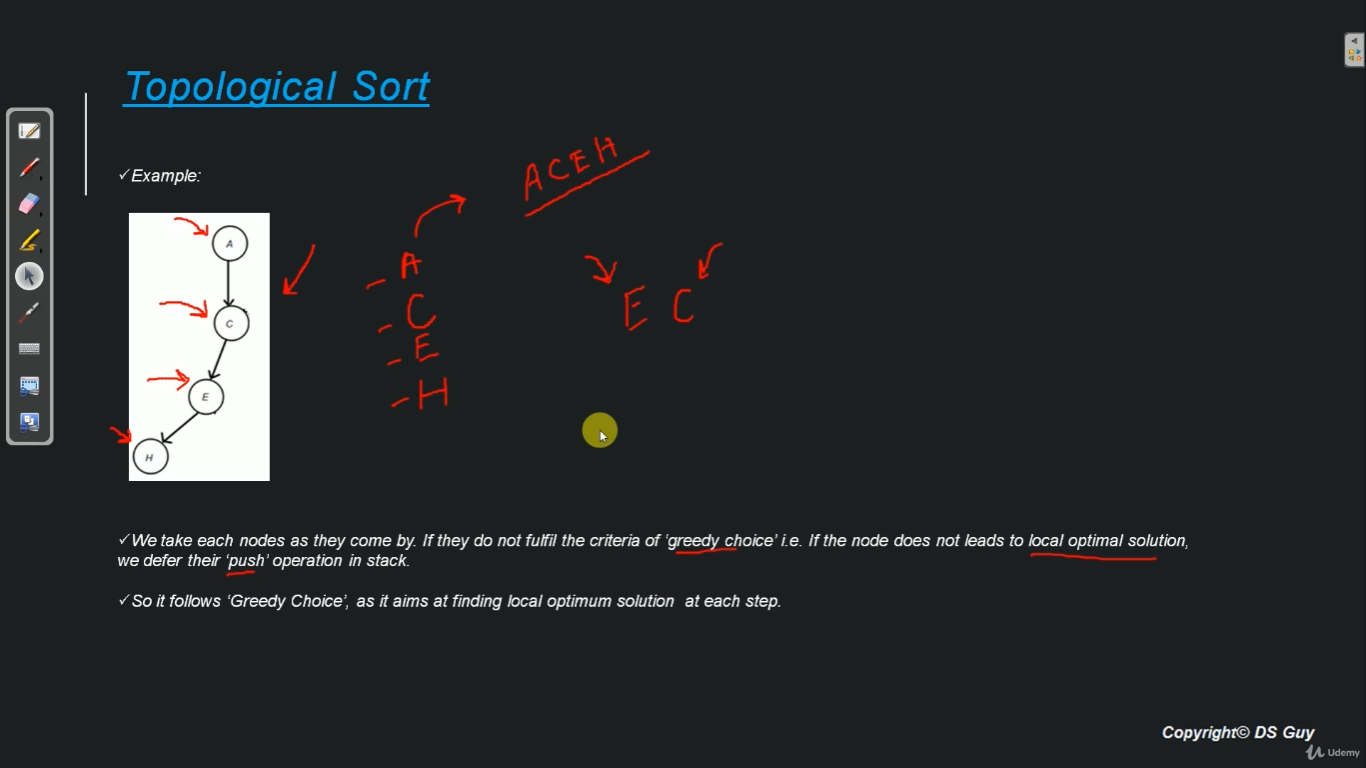 Topological Sort
✓Example:
ACEH
A
A
C
E
H
- A
- C
- E
- H
E C
✓We take each nodes as they come by. If they do not fulfil the criteria of ‘greedy choice’ i.e. If the node does not leads to local optimal solution,
we defer their ‘push’ operation in stack.
✓So it follows ‘Greedy Choice’, as it aims at finding local optimum solution at each step.
Copyright© DS Guy
Udemy